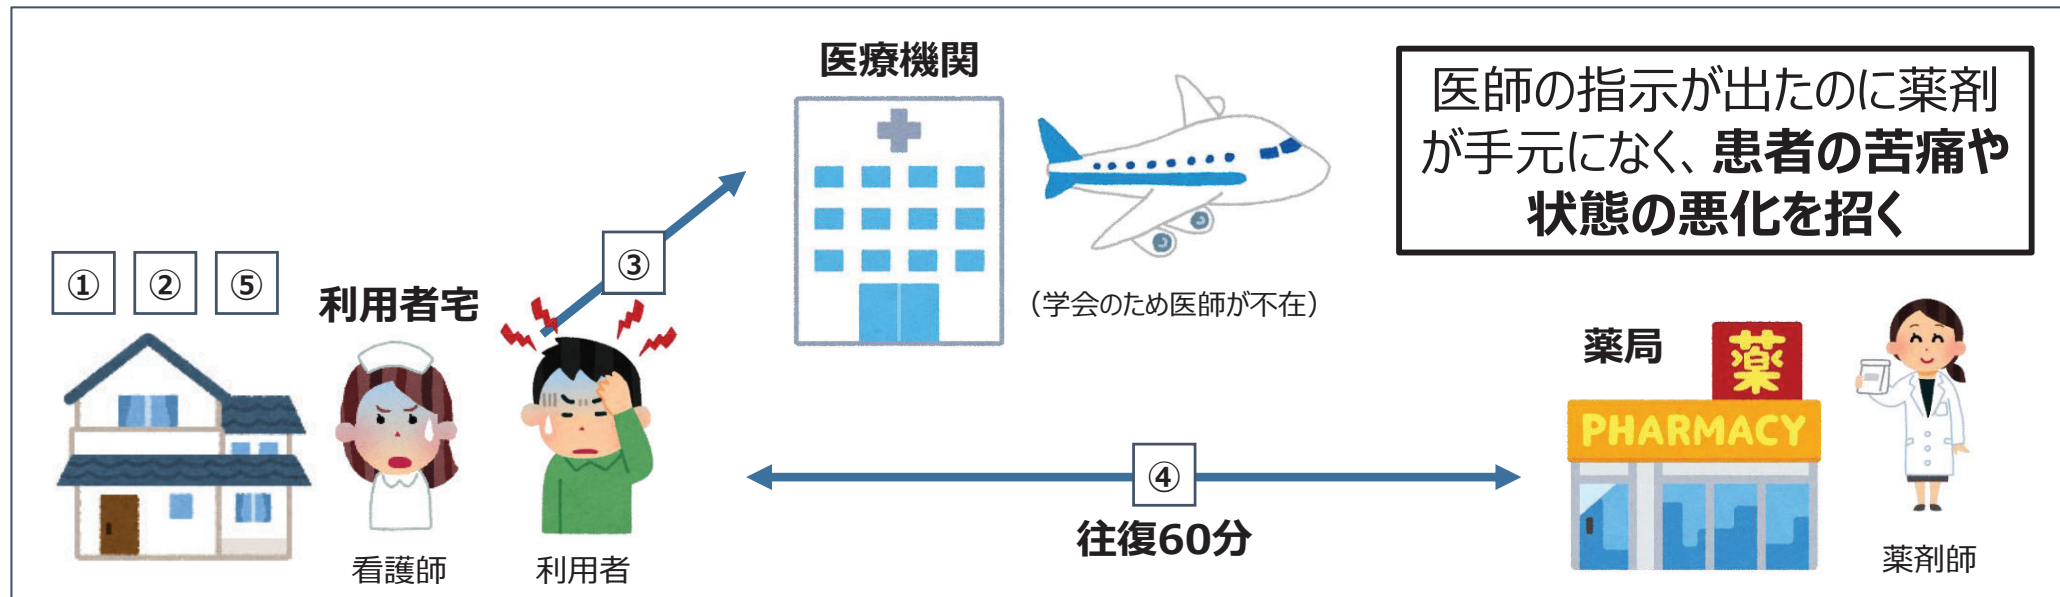 医療機関
医師の指示が出たのに薬剤
が手元になく、患者の苦痛や
状態の悪化を招く
① ② ⑤
③
利用者宅
（学会のため医師が不在）
薬局
薬
PHARMACY
④
往復60分
看護師
利用者
薬剤師